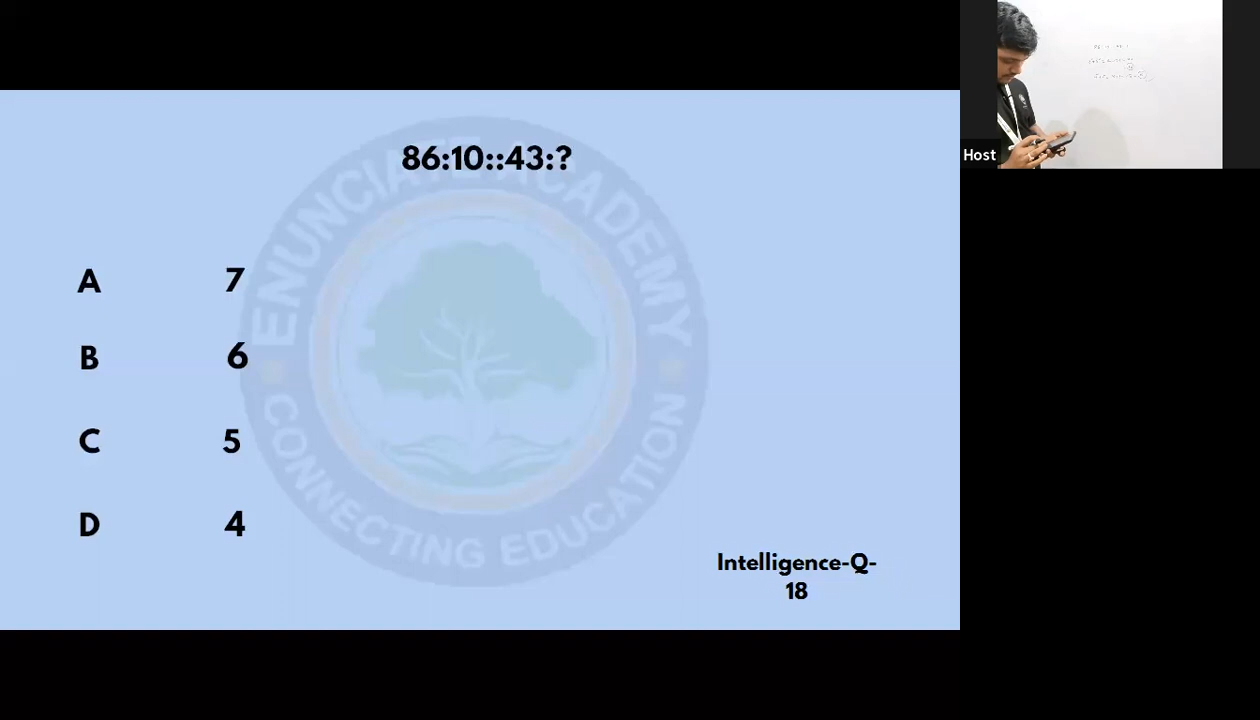 86:10::43:?
A 7
B 6
C 5
D 4
Intelligence-Q-
18
ENUNCIATE ACADEMY
CONNECTING EDUCATION
Host